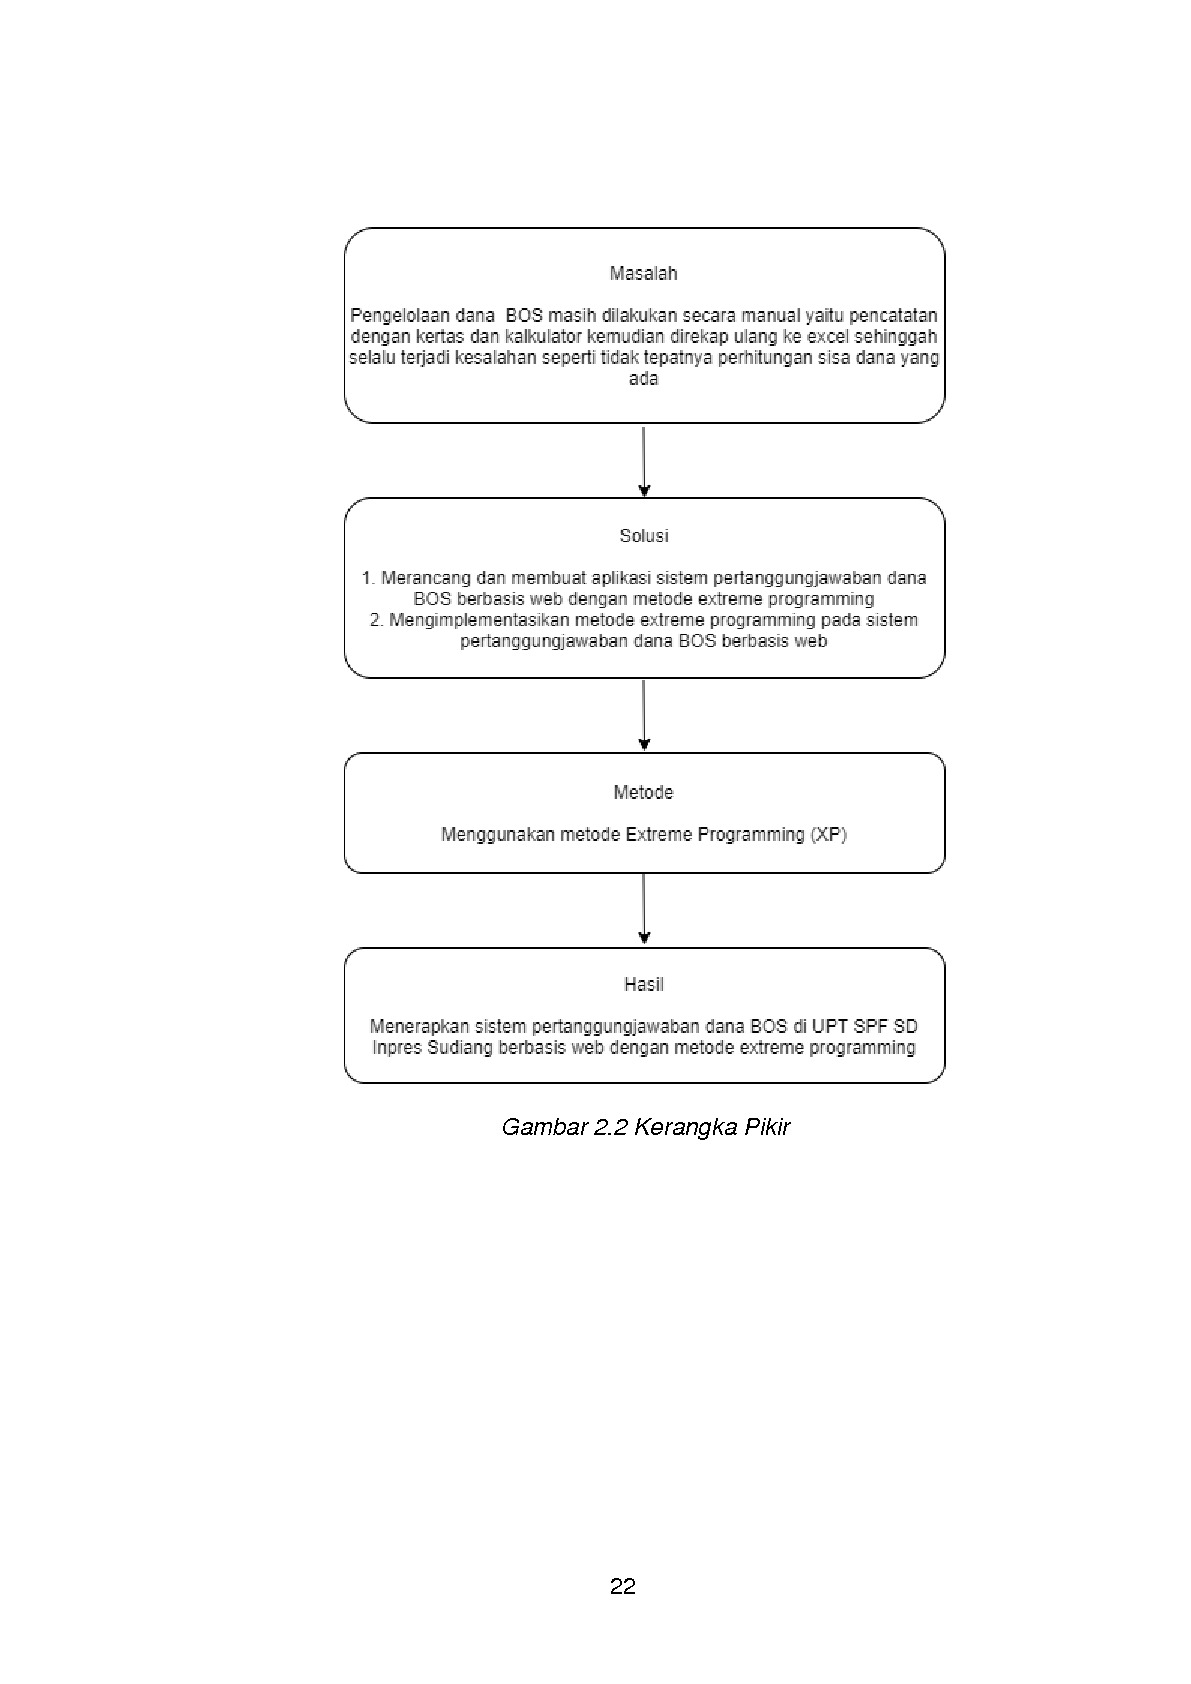 Masalah
Pengelolaan dana  BOS masih dilakukan secara manual yaitu pencatatan
dengan kertas dan kalkulator kemudian direkap ulang ke excel sehinggah
selalu terjadi kesalahan seperti tidak tepatnya perhitungan sisa dana yang
ada
Solusi
1. Merancang dan membuat aplikasi sistem pertanggungjawaban dana
BOS berbasis web dengan metode extreme programming
2. Mengimplementasikan metode extreme programming pada sistem
pertanggungjawaban dana BOS berbasis web
Metode
Menggunakan metode Extreme Programming (XP)
Hasil
Menerapkan sistem pertanggungjawaban dana BOS di UPT SPF SD
Inpres Sudiang berbasis web dengan metode extreme programming
Gambar 2.2 Kerangka Pikir
22